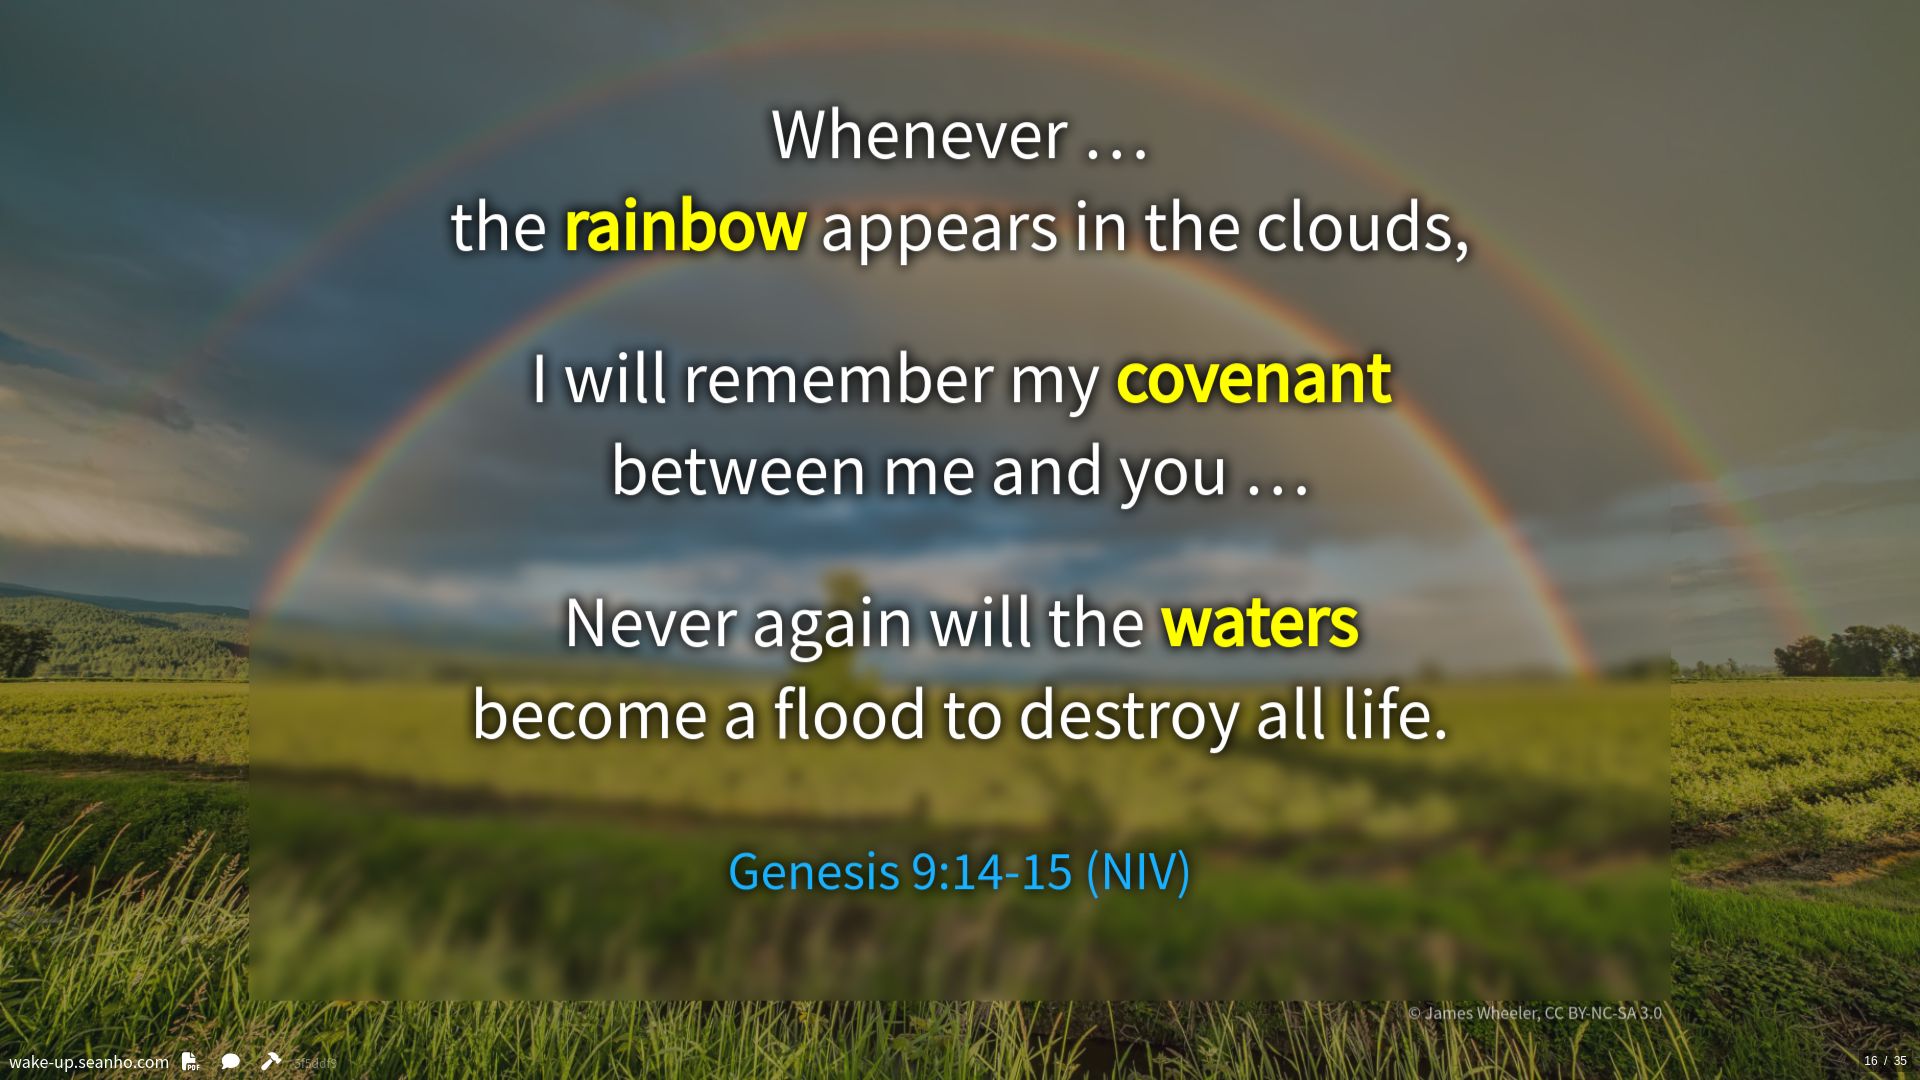 Whenever …
the rainbow appears in the clouds,
I will remember my covenant
between me and you …
Never again will the waters
become a flood to destroy all life.
Genesis 9:14-15 (NIV)
© James Wheeler, CC BY-NC-SA 3.0
wake-up.seanho.com PDF 5f5ddf9
16 / 35